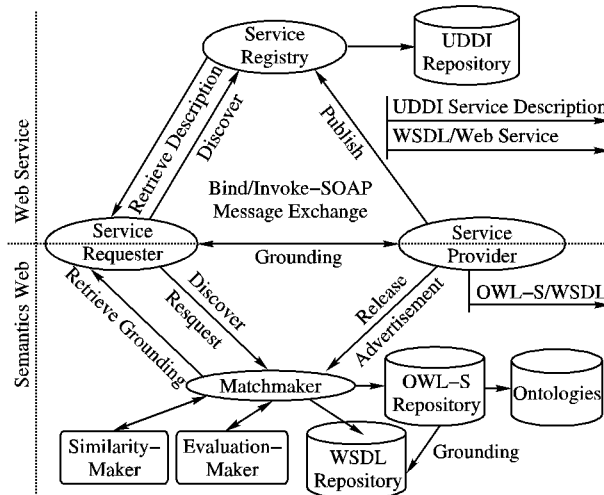 Service
Registry
UDDI
Repository
Retrieve Description
Discover
Publish
UDDI Service Description
WSDL/Web Service
Web Service
Bind/Invoke-SOAP
Message Exchange
Service
Requester
Grounding
Service
Provider
Semantics Web
Retrieve Grounding
Discover
Resquest
Release
Advertisement
OWL-S/WSDL
Matchmaker
OWL-S
Repository
Ontologies
Similarity-
Maker
Evaluation-
Maker
WSDL
Repository
Grounding